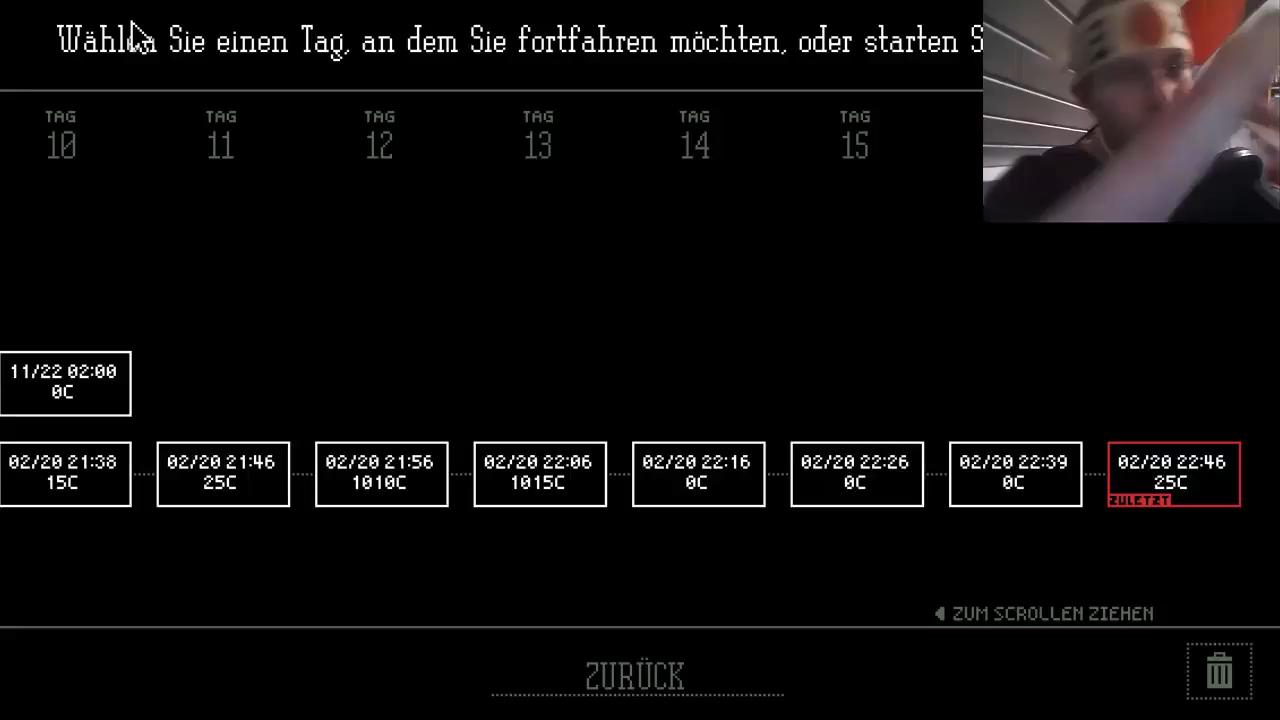 Wählen Sie einen Tag, an dem Sie fortfahren möchten, oder starten S
TAG TAG TAG TAG TAG TAG
10 11 12 13 14 15
11/22 02:00
0C
02/20 21:38 02/20 21:46 02/20 21:56 02/20 22:06 02/20 22:16 02/20 22:26 02/20 22:39 02/20 22:46
15C 25C 1010C 1015C 0C 0C 0C 25C
ZULETZT
ZUM SCROLLEN ZIEHEN
ZURÜCK